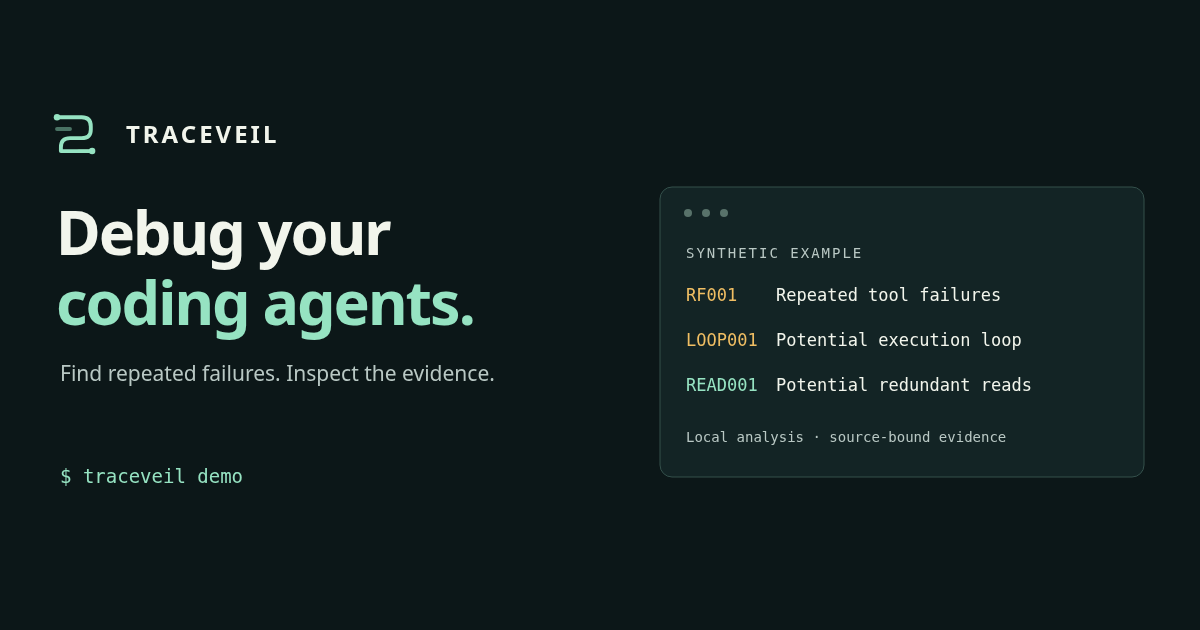 TRACEVEIL
Debug your
coding agents.
Find repeated failures. Inspect the evidence.
$ traceveil demo
SYNTHETIC EXAMPLE
RF001 Repeated tool failures
LOOP001 Potential execution loop
READ001 Potential redundant reads
Local analysis · source-bound evidence